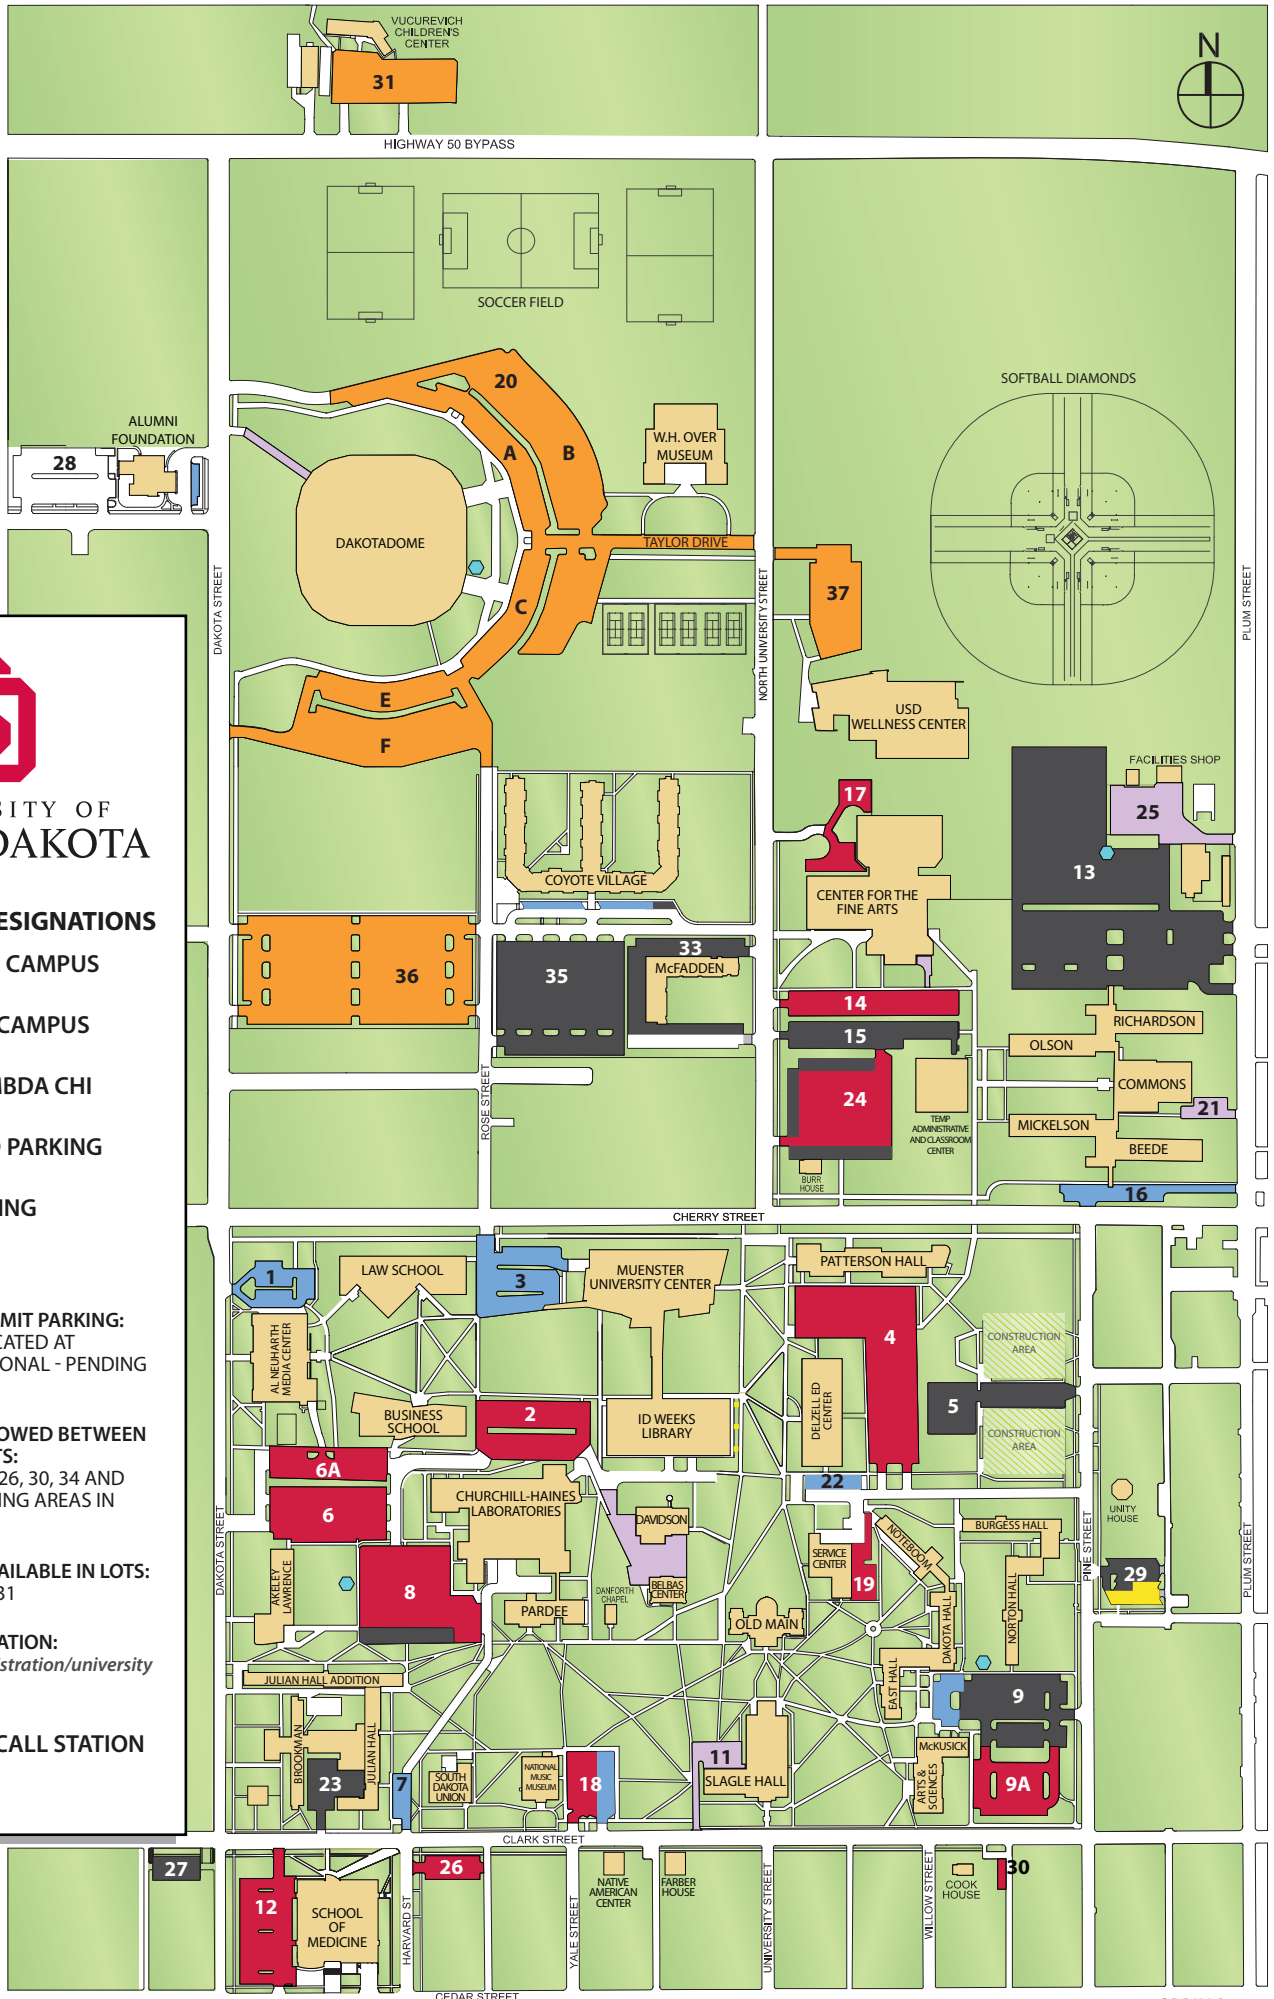 VUCUREVICH
CHILDREN'S
CENTER
N
31
HIGHWAY 50 BYPASS
SOCCER FIELD
20
A
B
SOFTBALL DIAMONDS
ALUMNI
FOUNDATION
28
W.H. OVER
MUSEUM
DAKOTADOME
TAYLOR DRIVE
DAKOTA STREET
C
37
NORTH UNIVERSITY STREET
PLUM STREET
E
F
USD
WELLNESS CENTER
SITY OF
DAKOTA
ESIGNATIONS
CAMPUS
CAMPUS
MBDA CHI
PARKING
ING
MIT PARKING:
CATED AT
IONAL - PENDING
OWED BETWEEN
TS:
26, 30, 34 AND
ING AREAS IN
AILABLE IN LOTS:
31
ATION:
stration/university
CALL STATION
FACILITIES SHOP
17
25
13
COYOTE VILLAGE
CENTER FOR THE
FINE ARTS
36
35
33
McFADDEN
14
15
24
RICHARDSON
OLSON
COMMONS
21
MICKELSON
BEEDE
TEMP
ADMINISTRATIVE
AND CLASSROOM
CENTER
BURR
HOUSE
16
ROSE STREET
CHERRY STREET
1
LAW SCHOOL
3
MUENSTER
UNIVERSITY CENTER
PATTERSON HALL
4
CONSTRUCTION
AREA
AL NEUHARTH
MEDIA CENTER
BUSINESS
SCHOOL
2
ID WEEKS
LIBRARY
DELZELL ED
CENTER
5
CONSTRUCTION
AREA
6A
6
CHURCHILL-HAINES
LABORATORIES
DAVIDSON
22
UNITY
HOUSE
DAKOTA STREET
SERVICE
CENTER
NOTEBOOM
BURGESS HALL
PINE STREET
PLUM STREET
AKELEY
LAWRENCE
8
PARDEE
DANFORTH
CHAPEL
BELBAS
CENTER
19
29
OLD MAIN
DAKOTA HALL
NORTON HALL
JULIAN HALL ADDITION
EAST HALL
9
BROOKMAN
JULIAN HALL
23
7
SOUTH
DAKOTA
UNION
NATIONAL
MUSIC
MUSEUM
18
11
SLAGLE HALL
McKUSICK
ARTS &
SCIENCES
9A
CLARK STREET
27
12
SCHOOL
OF
MEDICINE
HARVARD ST
26
YALE STREET
NATIVE
AMERICAN
CENTER
FARBER
HOUSE
UNIVERSITY STREET
WILLOW STREET
COOK
HOUSE
30
CEDAR STREET